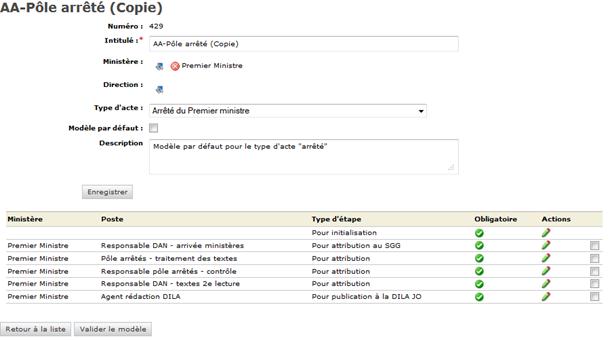 AA-Pôle arrêté (Copie)
Numéro : 429
Intitulé :* AA-Pôle arrêté (Copie)
Ministère : Premier Ministre
Direction :
Type d'acte : Arrêté du Premier ministre
Modèle par défaut :
Description Modèle par défaut pour le type d'acte "arrêté"
Enregistrer
Ministère Poste Type d'étape Obligatoire Actions
Pour initialisation
Premier Ministre Responsable DAN - arrivée ministères Pour attribution au SGG
Premier Ministre Pôle arrêtés - traitement des textes Pour attribution
Premier Ministre Responsable pôle arrêtés - contrôle Pour attribution
Premier Ministre Responsable DAN - textes 2e lecture Pour attribution
Premier Ministre Agent rédaction DILA Pour publication à la DILA JO
Retour à la liste Valider le modèle